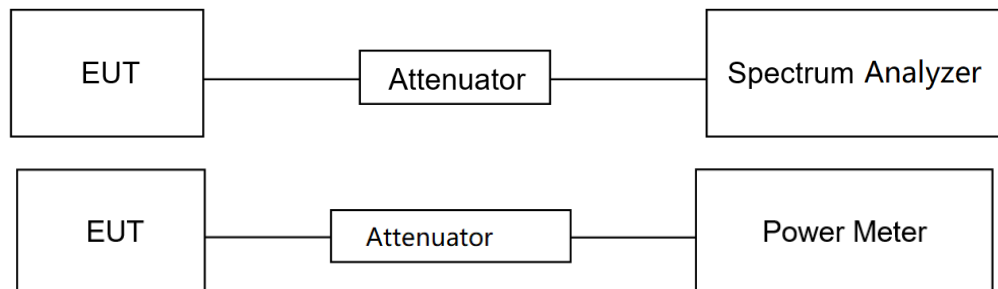 EUT
Attenuator
Spectrum Analyzer
EUT
Attenuator
Power Meter